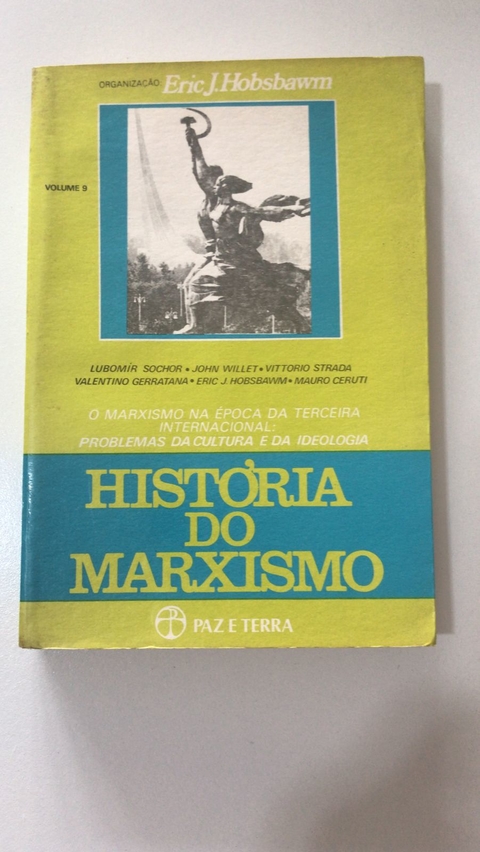 ORGANIZAÇÃO Eric J. Hobsbawm
VOLUME 9
LUBOMÍR SOCHOR • JOHN WILLET • VITTORIO STRADA
VALENTINO GERRATANA • ERIC J. HOBSBAWM • MAURO CERUTI
O MARXISMO NA ÉPOCA DA TERCEIRA
INTERNACIONAL:
PROBLEMAS DA CULTURA E DA IDEOLOGIA
HISTÓRIA
DO
MARXISMO
PAZ E TERRA